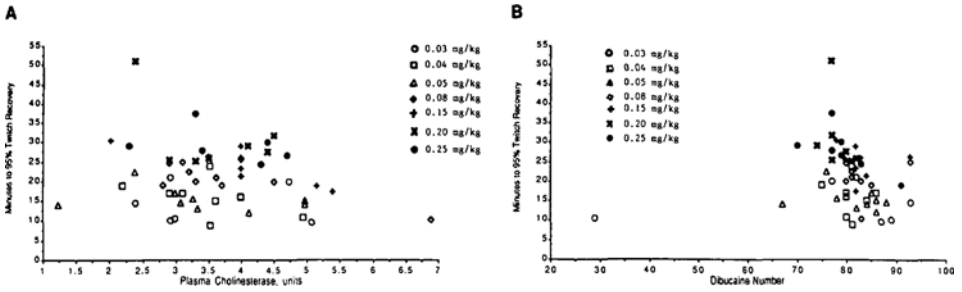 A
Minutes to 95% Twitch Recovery
55
50
45
40
35
30
25
20
15
10
5
0
1
1.5
2
2.5
3
3.5
4
4.5
5
5.5
6
6.5
7
Plasma Cholinesterase, units
0.03 mg/kg
0.04 mg/kg
0.05 mg/kg
0.08 mg/kg
0.15 mg/kg
0.20 mg/kg
0.25 mg/kg
B
Minutes to 95% Twitch Recovery
55
50
45
40
35
30
25
20
15
10
5
0
20
30
40
50
60
70
80
90
100
Dibucaine Number
0.03 mg/kg
0.04 mg/kg
0.05 mg/kg
0.08 mg/kg
0.15 mg/kg
0.20 mg/kg
0.25 mg/kg